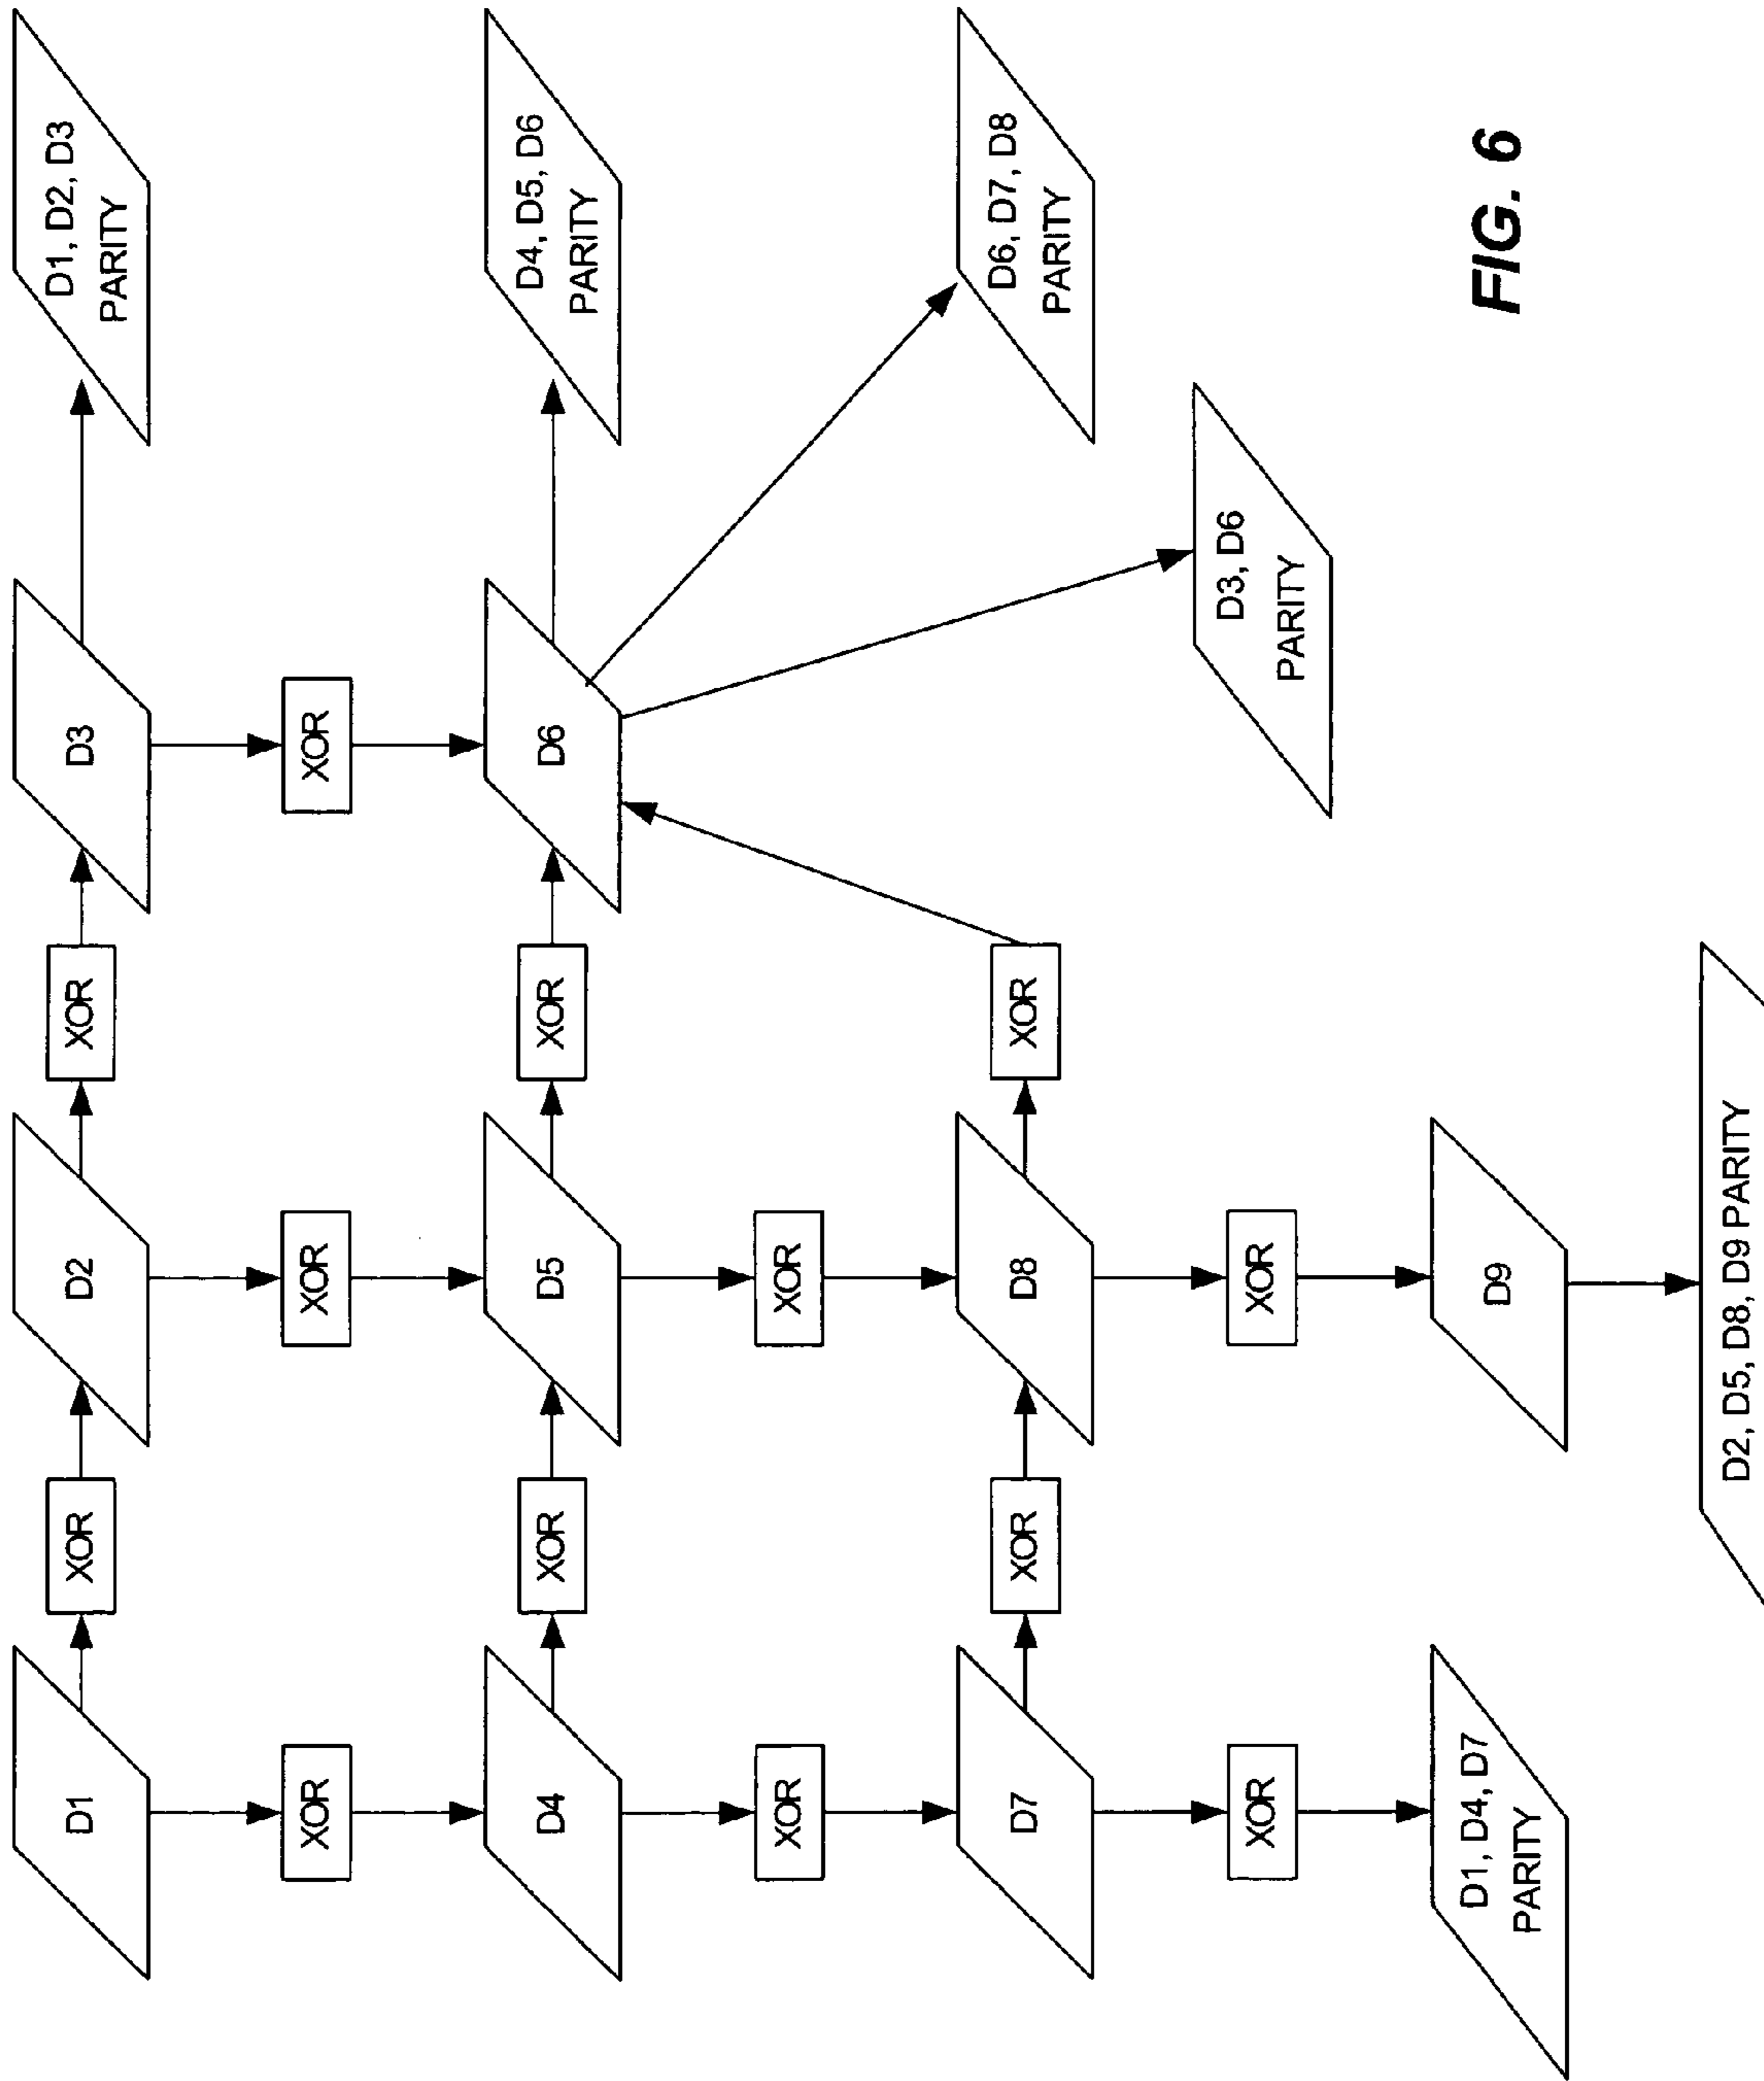 D1
XOR
D2
XOR
D3
D1, D2, D3
PARITY
XOR
XOR
XOR
D4
XOR
D5
XOR
D6
D4, D5, D6
PARITY
XOR
XOR
D7
XOR
D8
XOR
D6, D7, D8
PARITY
XOR
XOR
D3, D6
PARITY
D1, D4, D7
PARITY
D9
FIG. 6
D2, D5, D8, D9 PARITY